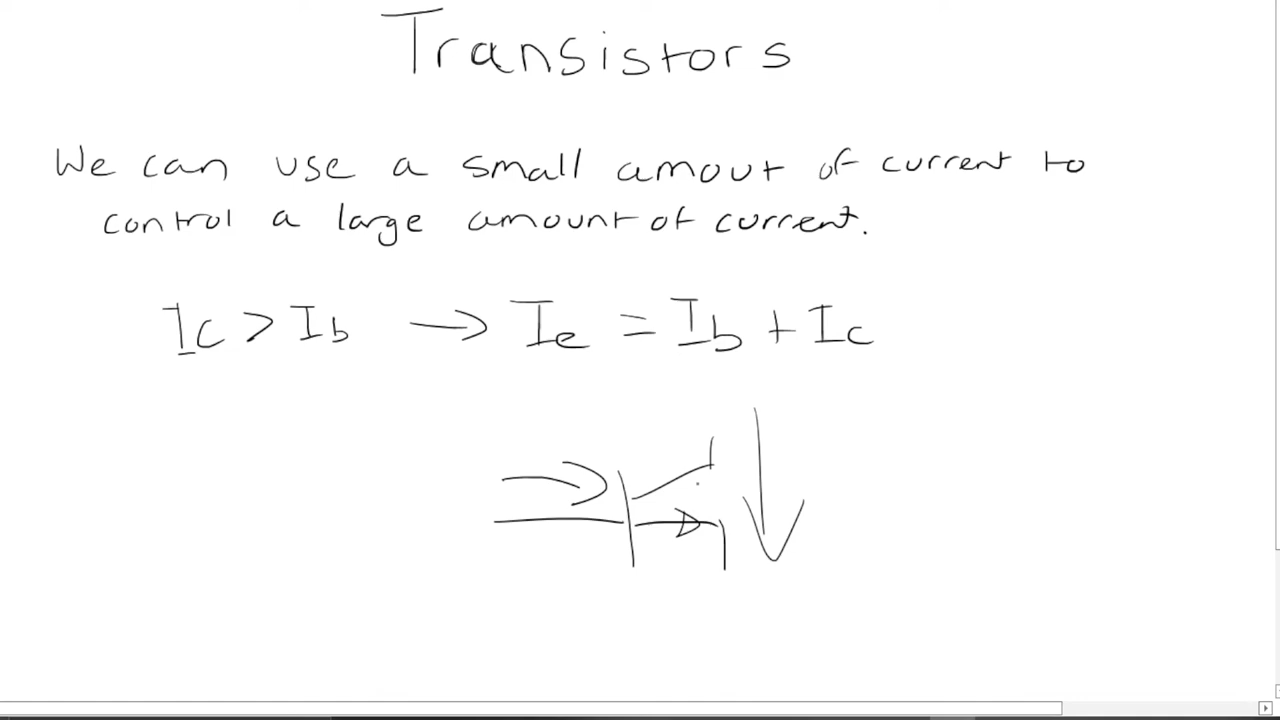 Transistors
We can use a small amout of current to
control a large amount of current.
Ic > Ib → Ie = Ib + Ic